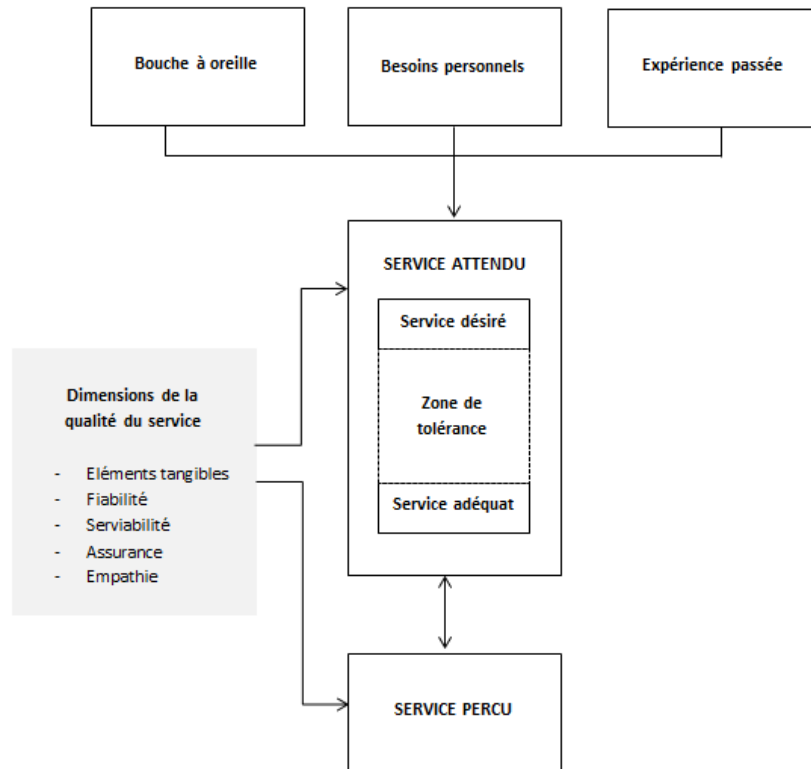 Bouche à oreille
Besoins personnels
Expérience passée
SERVICE ATTENDU
Service désiré
Zone de
tolérance
Service adéquat
Dimensions de la
qualité du service
- Eléments tangibles
- Fiabilité
- Serviabilité
- Assurance
- Empathie
SERVICE PERCU